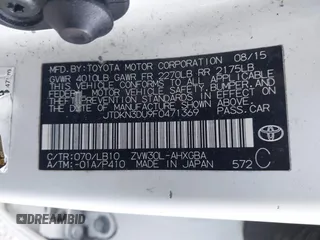 MFD.BY:TOYOTA MOTOR CORPORATION 08/15
GVWR 4010LB GAWR FR 2270LB RR 2175LB
THIS VEHICLE CONFORMS TO ALL APPLICABLE
FEDERAL MOTOR VEHICLE SAFETY, BUMPER, AND THEFT
PREVENTION STANDARDS IN EFFECT ON THE DATE OF
MANUFACTURE SHOWN ABOVE.
JTDKN3DU9F0471369 PASS.CAR
TOYOTA
C/TR:070/LB10 ZVW30L-AHXGBA
A/TM:-01A/P410 MADE IN JAPAN 572 C
DREAMBID